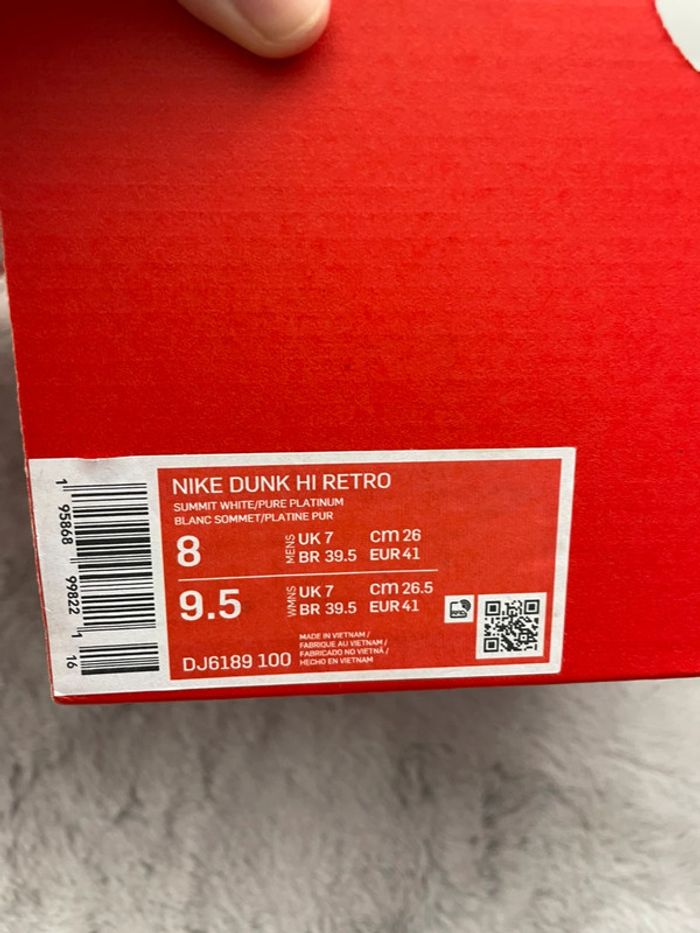 NIKE DUNK HI RETRO
SUMMIT WHITE/PURE PLATINUM
BLANC SOMMET/PLATINE PUR
8 MENS UK 7 cm 26
BR 39.5 EUR 41
9.5 WMNS UK 7 cm 26.5
BR 39.5 EUR 41
DJ6189 100
MADE IN VIETNAM /
FABRIQUE AU VIETNAM /
FABRICADO NO VIETNÃ /
HECHO EN VIETNAM
1 95868 99822 1 16